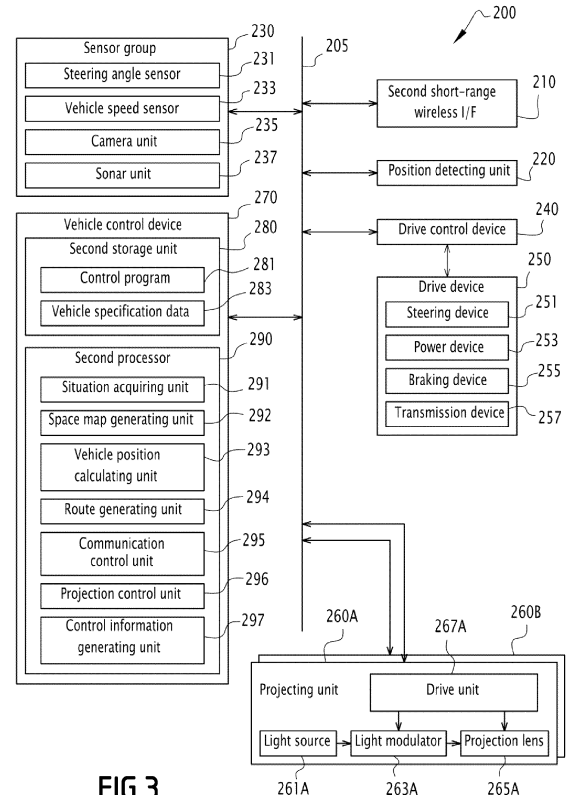 200
Sensor group
230
Steering angle sensor
231
Vehicle speed sensor
233
Camera unit
235
Sonar unit
237
205
Second short-range
wireless I/F
210
Position detecting unit
220
Drive control device
240
Drive device
250
Steering device
251
Power device
253
Braking device
255
Transmission device
257
Vehicle control device
270
Second storage unit
280
Control program
281
Vehicle specification data
283
Second processor
290
Situation acquiring unit
291
Space map generating unit
292
Vehicle position
calculating unit
293
Route generating unit
294
Communication
control unit
295
Projection control unit
296
Control information
generating unit
297
260A
267A
260B
Projecting unit
Drive unit
Light source
Light modulator
Projection lens
261A
263A
265A
FIG.3